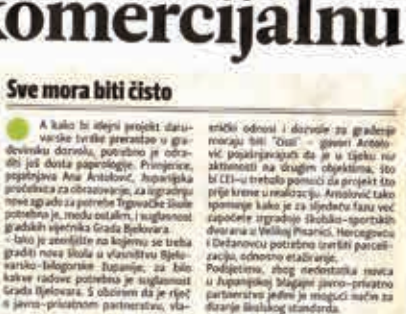 komercijalnu
Sve mora biti čisto
A kako bi idejni projekt daru-
varske tvrtke prerastao u gra-
đevinsku dozvolu, potrebno je odra-
diti još dosta papirologije. Primjerice,
pojašnjava Ana Antolović, županijska
pročelnica za obrazovanje, za izgradnju
nove zgrade za potrebe Trgovačke škole
potrebna je, među ostalim, i suglasnost
gradskih vijećnika Grada Bjelovara.
- Iako je zemljište na kojemu se treba
graditi nova škola u vlasništvu Bjelo-
varsko-bilogorske županije, za bilo
kakve radove potrebna je suglasnost
Grada Bjelovara. S obzirom da je riječ
o javno-privatnom partnerstvu, vla-
snički odnosi i dozvole za građenje
moraju biti "čisti" - govori Antolo-
vić pojašnjavajući da je u tijeku niz
aktivnosti na drugim objektima, što
bi CEI-u trebalo pomoći da projekt što
prije krene u realizaciju. Antolović tako
spominje kako je za sljedeću fazu već
započete izgradnje školsko-sportskih
dvorana u Velikoj Pisanici, Hercegovcu
i Dežanovcu potrebno izvršiti parceli-
zaciju, odnosno etažiranje.
Podsjetimo, zbog nedostatka novca
u županijskoj blagajni javno-privatno
partnerstvo jedini je mogući način za
dizanje školskog standarda.